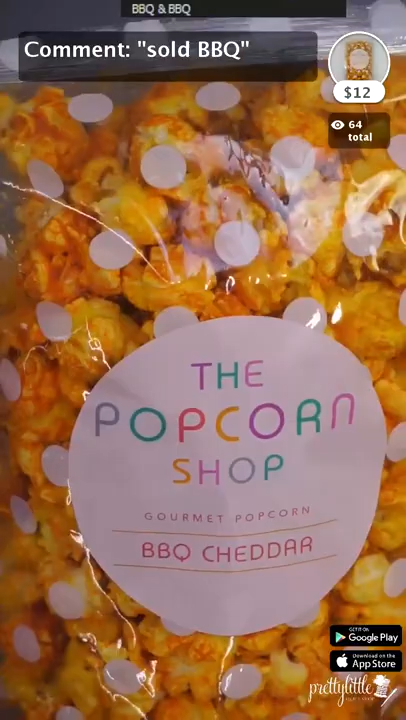 BBQ & BBQ
Comment: "sold BBQ"
$12
64
total
THE
POPCORN
SHOP
GOURMET POPCORN
BBQ CHEDDAR
GET IT ON
Google Play
Download on the
App Store
prettylittle